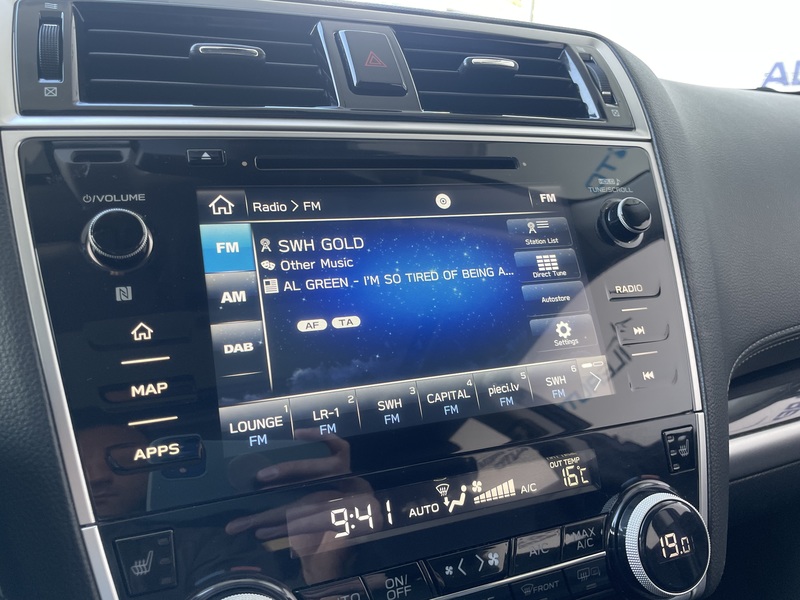 ⏻/VOLUME
TUNE/SCROLL
Radio > FM
FM
FM
SWH GOLD
Station List
Other Music
Direct Tune
AM
AL GREEN - I'M SO TIRED OF BEING A...
Autostore
RADIO
AF TA
DAB
Settings
MAP
APPS
LOUNGE 1
FM
LR-1 2
FM
SWH 3
FM
CAPITAL 4
FM
pieci.lv 5
FM
SWH 6
FM
9:41
AUTO
A/C
OUT TEMP
16°C
ON/
OFF
A/C
MAX
A/C
FRONT
19.0